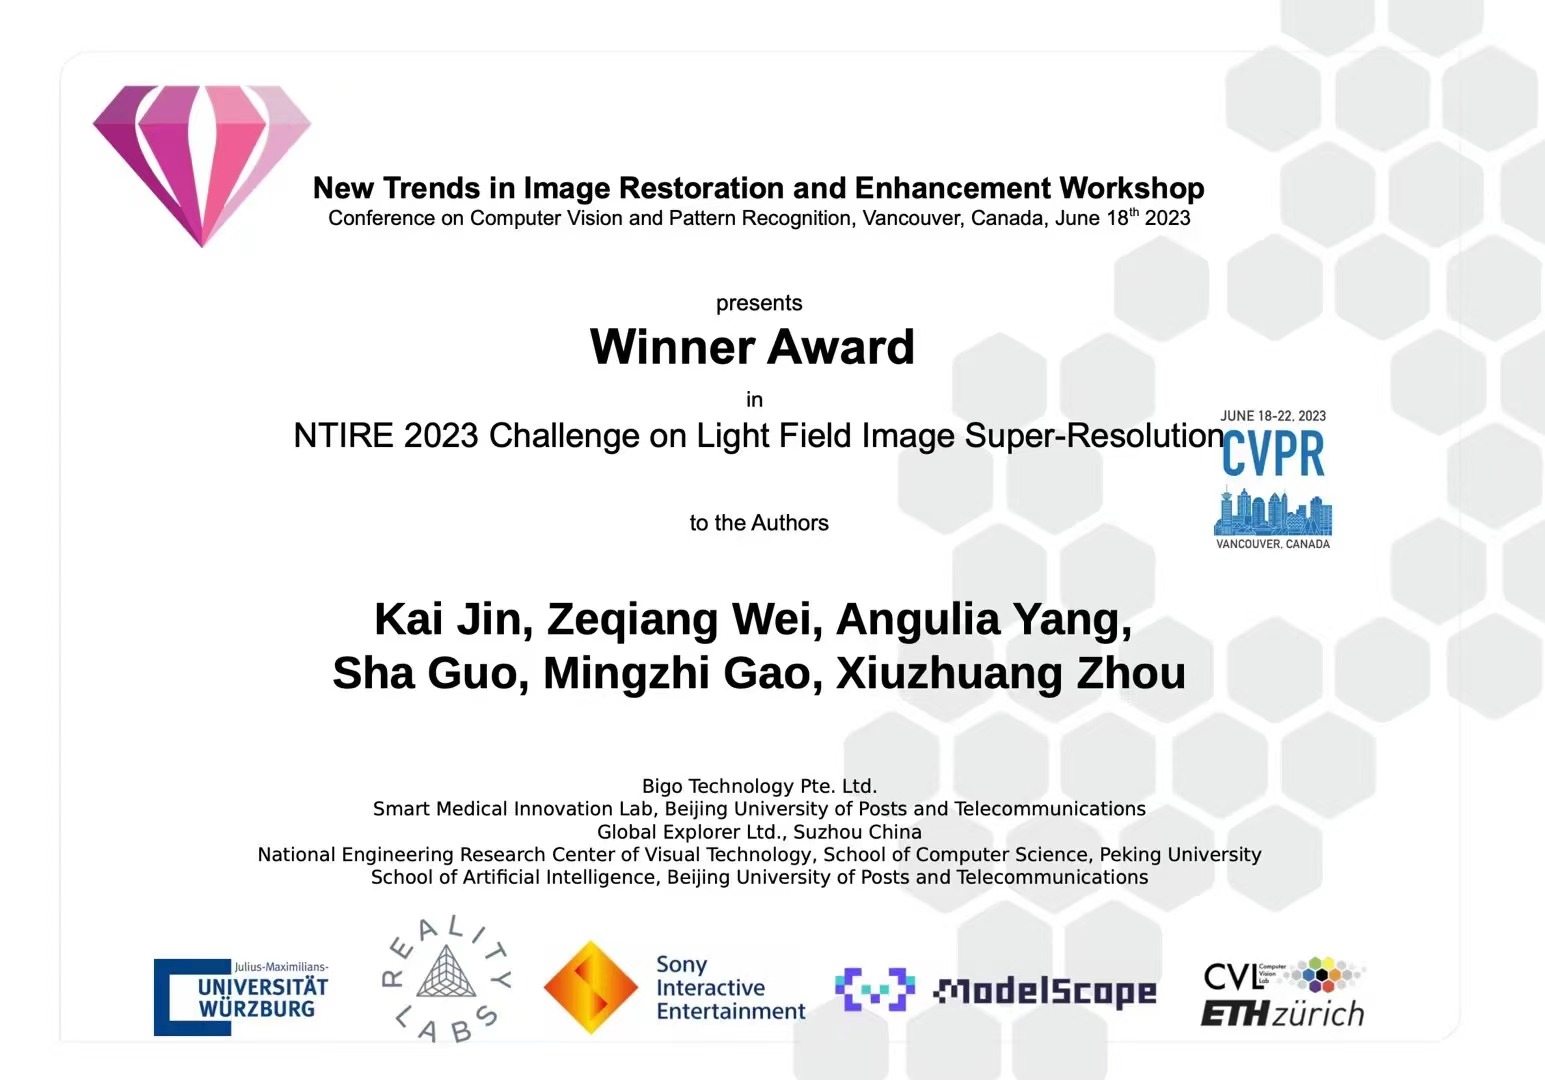 New Trends in Image Restoration and Enhancement Workshop
Conference on Computer Vision and Pattern Recognition, Vancouver, Canada, June 18th 2023
presents
Winner Award
in
NTIRE 2023 Challenge on Light Field Image Super-Resolution
JUNE 18-22, 2023
CVPR
VANCOUVER, CANADA
to the Authors
Kai Jin, Zeqiang Wei, Angulia Yang,
Sha Guo, Mingzhi Gao, Xiuzhuang Zhou
Bigo Technology Pte. Ltd.
Smart Medical Innovation Lab, Beijing University of Posts and Telecommunications
Global Explorer Ltd., Suzhou China
National Engineering Research Center of Visual Technology, School of Computer Science, Peking University
School of Artificial Intelligence, Beijing University of Posts and Telecommunications
Julius-Maximilians-
UNIVERSITÄT
WÜRZBURG
REALITY
LABS
Sony
Interactive
Entertainment
ModelScope
CVL
Computer
Vision
Lab
ETH zürich